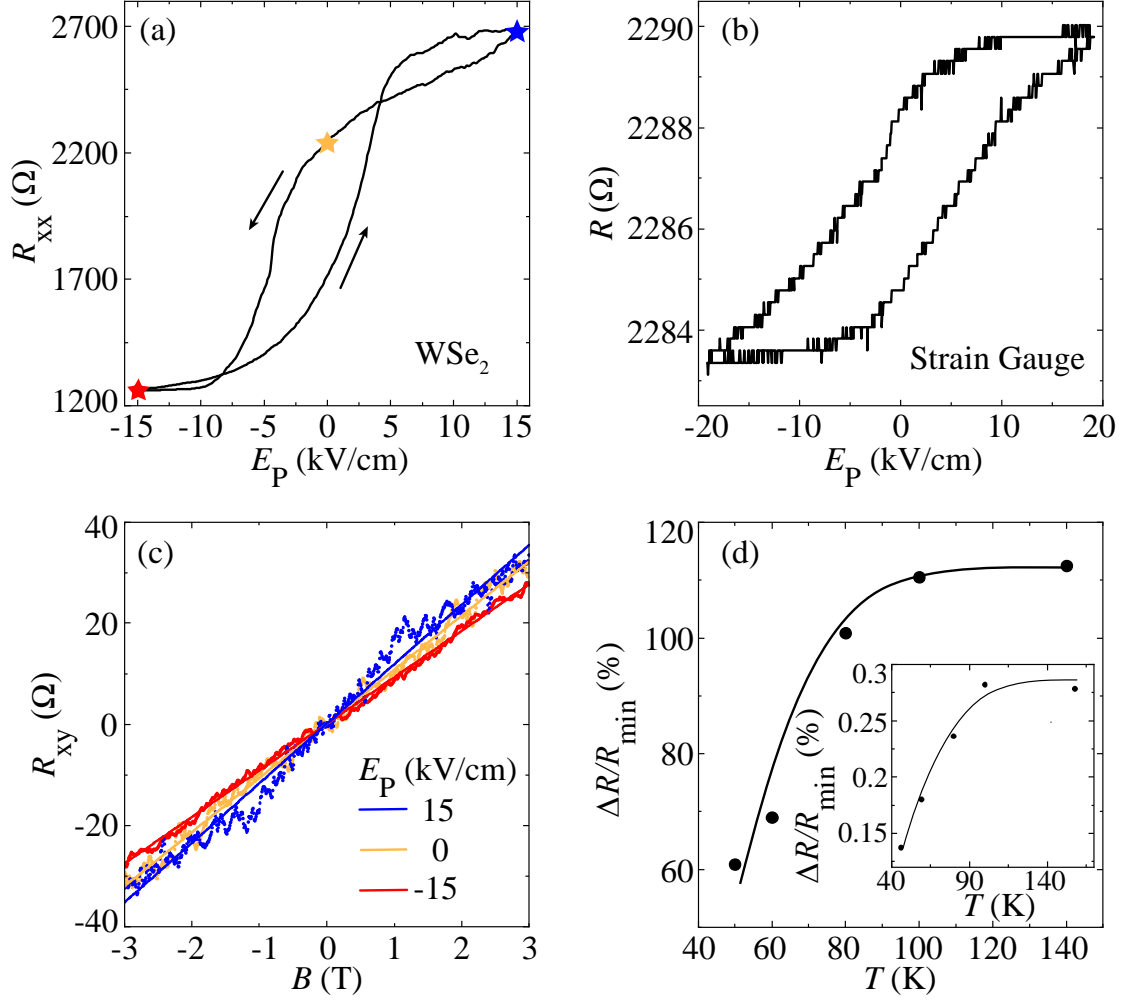 (a)
2700
2200
1700
1200
R_xx (Ω)
WSe₂
-15 -10 -5 0 5 10 15
E_P (kV/cm)
(b)
2290
2288
2286
2284
R (Ω)
Strain Gauge
-20 -10 0 10 20
E_P (kV/cm)
(c)
40
20
0
-20
-40
R_xy (Ω)
E_P (kV/cm)
15
0
-15
-3 -2 -1 0 1 2 3
B (T)
(d)
120
100
80
60
ΔR/R_min (%)
40 60 80 100 120 140
T (K)
0.3
0.25
0.2
0.15
ΔR/R_min (%)
40 90 140
T (K)